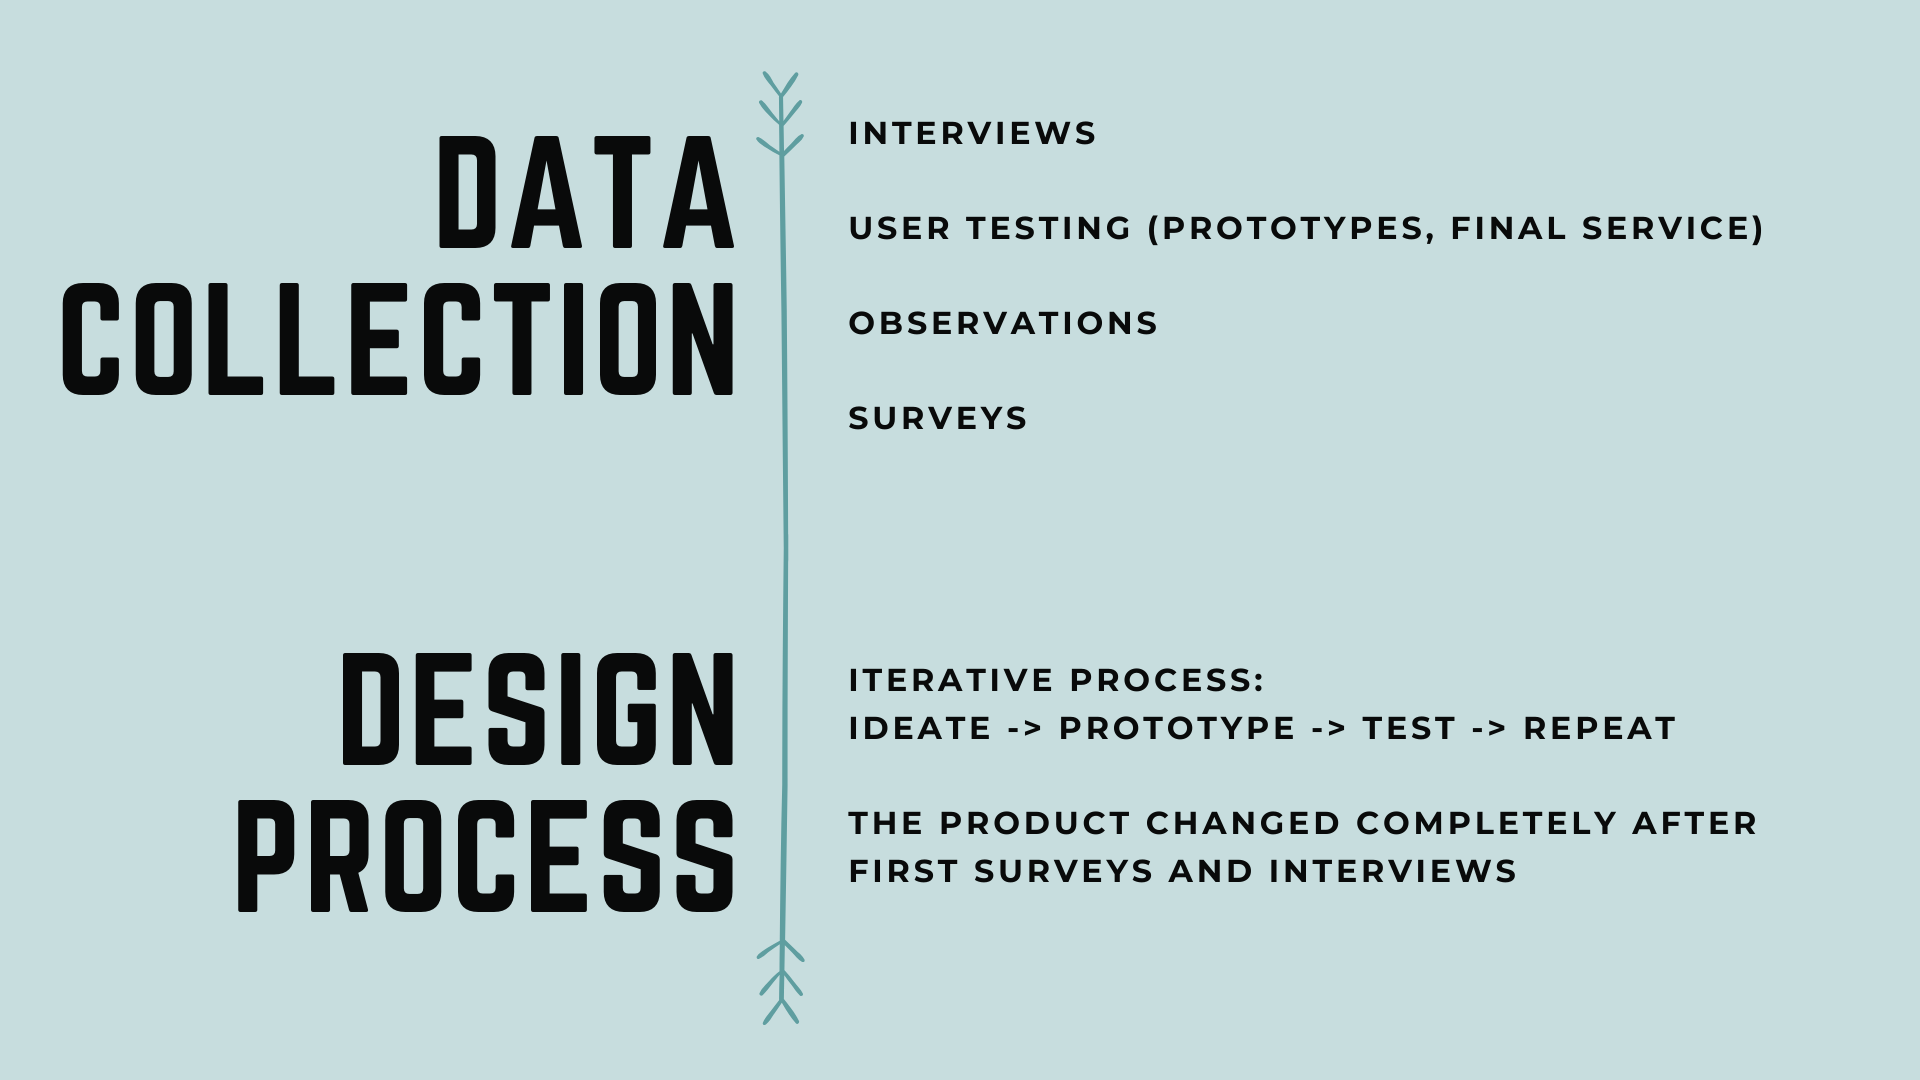 DATA
COLLECTION
INTERVIEWS
USER TESTING (PROTOTYPES, FINAL SERVICE)
OBSERVATIONS
SURVEYS
DESIGN
PROCESS
ITERATIVE PROCESS:
IDEATE -> PROTOTYPE -> TEST -> REPEAT
THE PRODUCT CHANGED COMPLETELY AFTER
FIRST SURVEYS AND INTERVIEWS